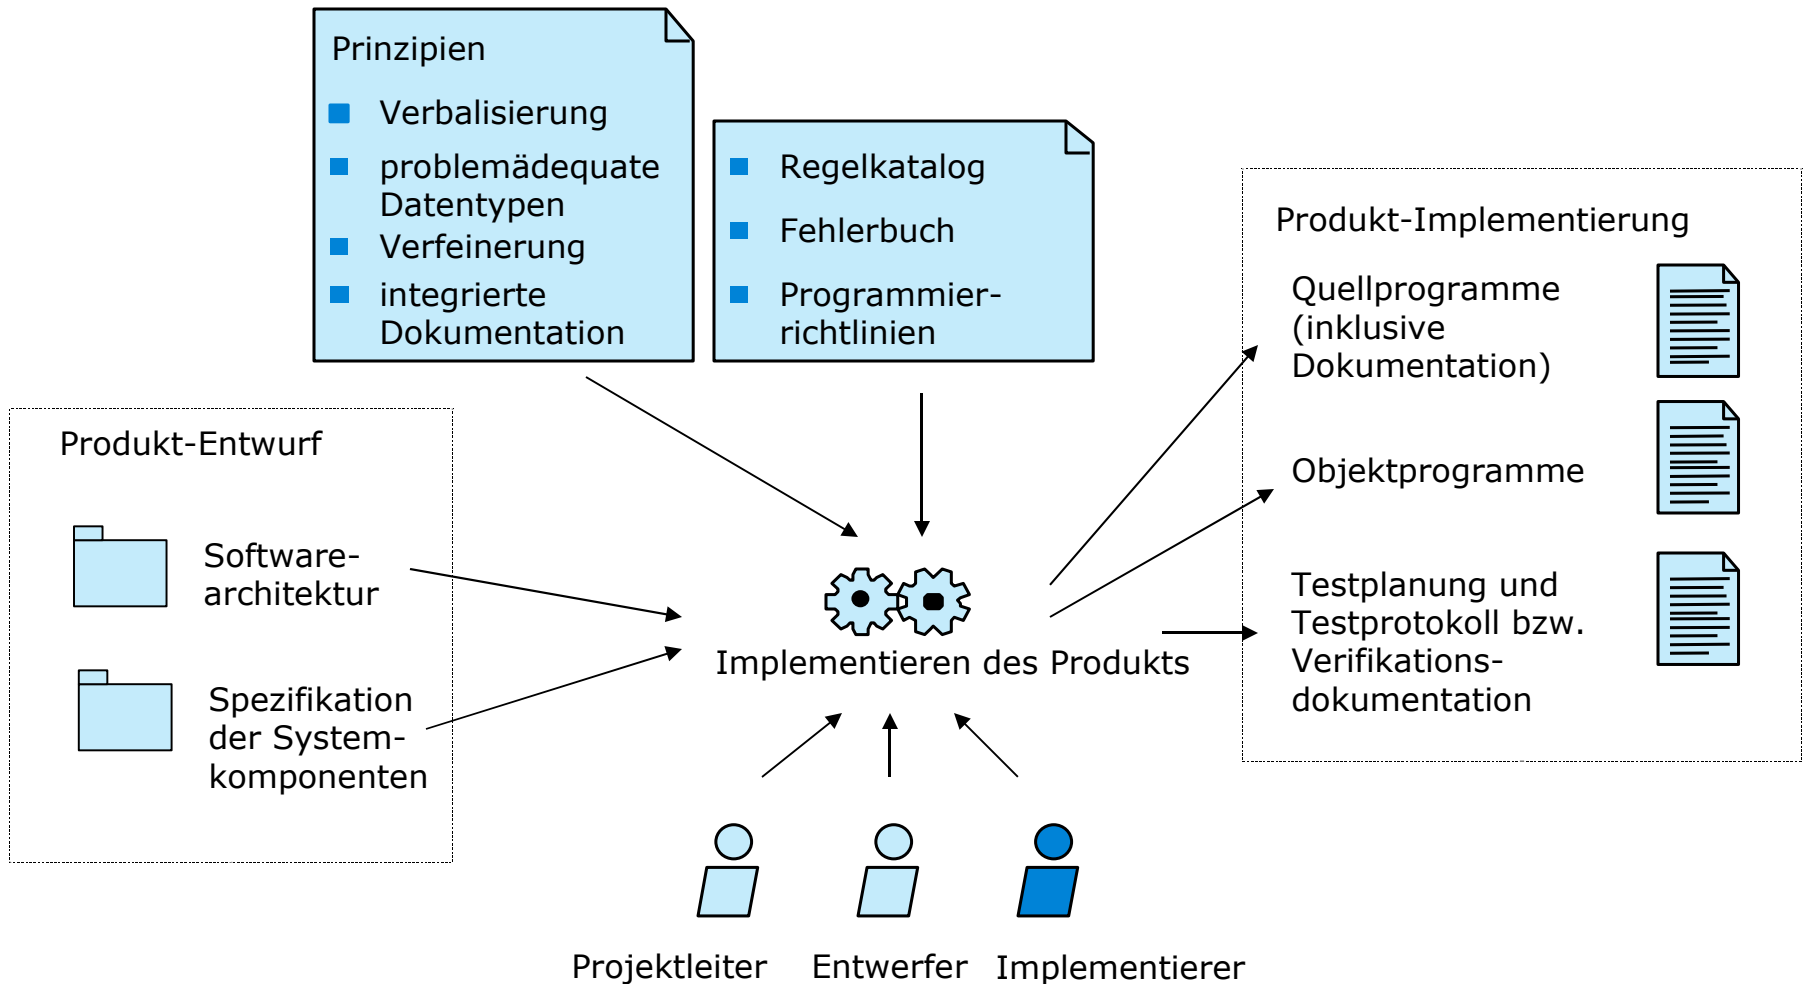 Prinzipien
Verbalisierung
problemädequate
Datentypen
Verfeinerung
integrierte
Dokumentation
Regelkatalog
Fehlerbuch
Programmier-
richtlinien
Produkt-Entwurf
Software-
architektur
Spezifikation
der System-
komponenten
Implementieren des Produkts
Produkt-Implementierung
Quellprogramme
(inklusive
Dokumentation)
Objektprogramme
Testplanung und
Testprotokoll bzw.
Verifikations-
dokumentation
Projektleiter
Entwerfer
Implementierer